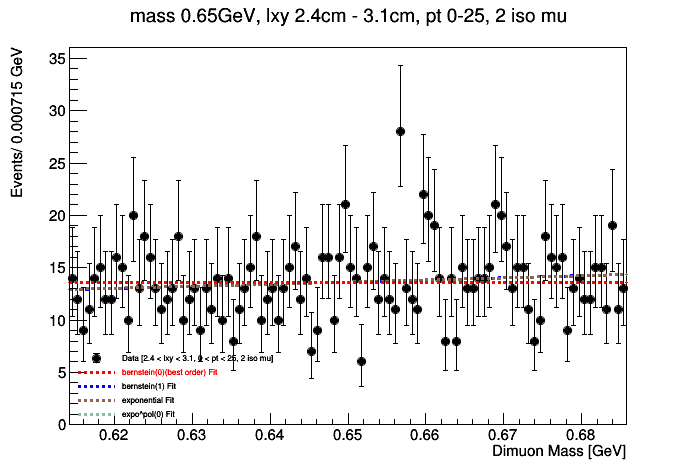 mass 0.65GeV, lxy 2.4cm - 3.1cm, pt 0-25, 2 iso mu
Events/ 0.000715 GeV
35
30
25
20
15
10
5
0
Data [2.4 < lxy < 3.1, 0 < pt < 25, 2 iso mu]
bernstein(0)(best order) Fit
bernstein(1) Fit
exponential Fit
expo*pol(0) Fit
0.62 0.63 0.64 0.65 0.66 0.67 0.68
Dimuon Mass [GeV]